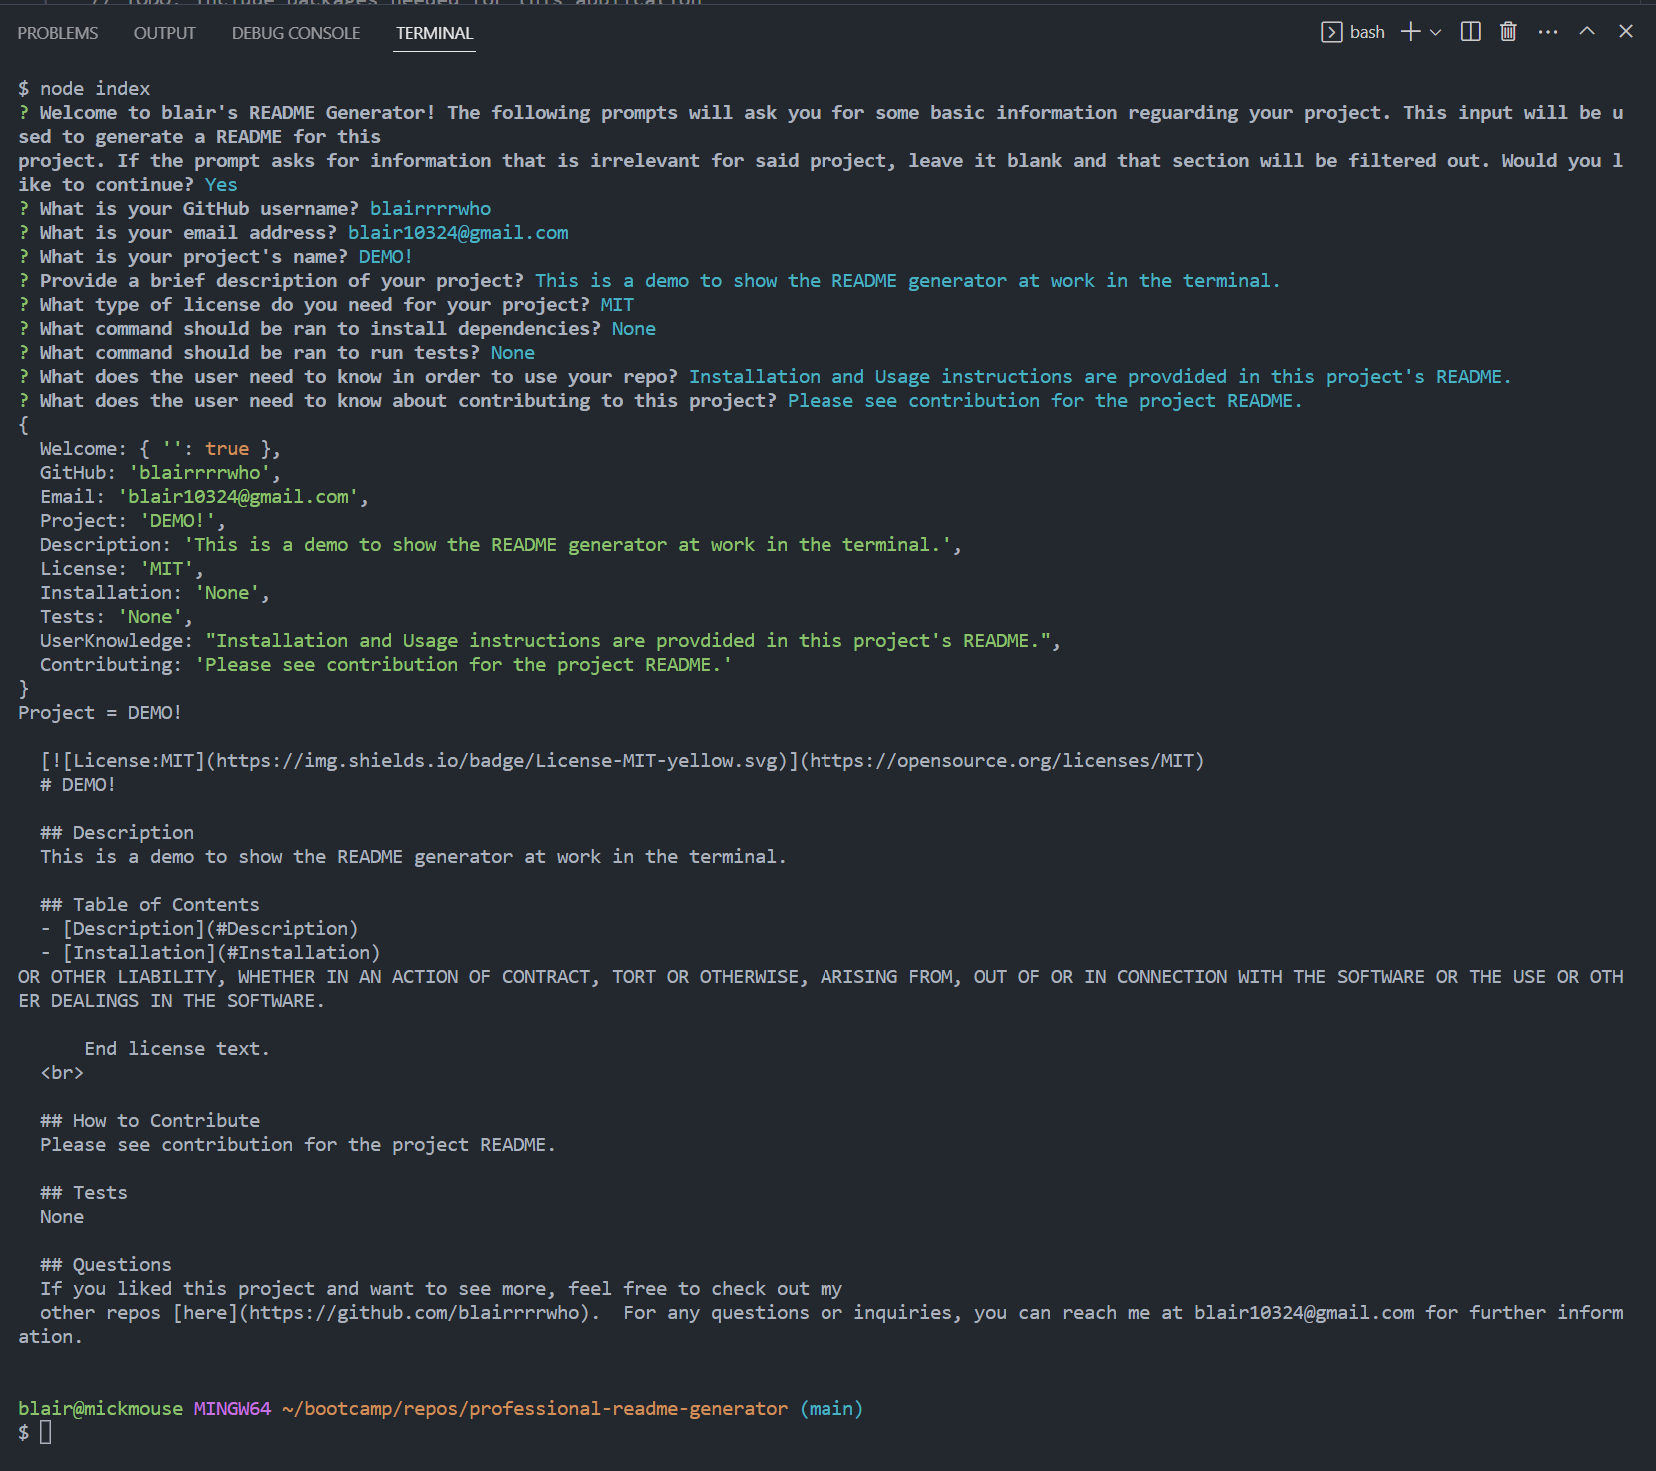 // TODO: Include packages needed for this application
PROBLEMS OUTPUT DEBUG CONSOLE TERMINAL bash
$ node index
? Welcome to blair's README Generator! The following prompts will ask you for some basic information reguarding your project. This input will be u
sed to generate a README for this
project. If the prompt asks for information that is irrelevant for said project, leave it blank and that section will be filtered out. Would you l
ike to continue? Yes
? What is your GitHub username? blairrrrwho
? What is your email address? blair10324@gmail.com
? What is your project's name? DEMO!
? Provide a brief description of your project? This is a demo to show the README generator at work in the terminal.
? What type of license do you need for your project? MIT
? What command should be ran to install dependencies? None
? What command should be ran to run tests? None
? What does the user need to know in order to use your repo? Installation and Usage instructions are provdided in this project's README.
? What does the user need to know about contributing to this project? Please see contribution for the project README.
{
  Welcome: { '': true },
  GitHub: 'blairrrrwho',
  Email: 'blair10324@gmail.com',
  Project: 'DEMO!',
  Description: 'This is a demo to show the README generator at work in the terminal.',
  License: 'MIT',
  Installation: 'None',
  Tests: 'None',
  UserKnowledge: "Installation and Usage instructions are provdided in this project's README.",
  Contributing: 'Please see contribution for the project README.'
}
Project = DEMO!
  [![License:MIT](https://img.shields.io/badge/License-MIT-yellow.svg)](https://opensource.org/licenses/MIT)
  # DEMO!
  ## Description
  This is a demo to show the README generator at work in the terminal.
  ## Table of Contents
  - [Description](#Description)
  - [Installation](#Installation)
OR OTHER LIABILITY, WHETHER IN AN ACTION OF CONTRACT, TORT OR OTHERWISE, ARISING FROM, OUT OF OR IN CONNECTION WITH THE SOFTWARE OR THE USE OR OTH
ER DEALINGS IN THE SOFTWARE.
      End license text.
  <br>
  ## How to Contribute
  Please see contribution for the project README.
  ## Tests
  None
  ## Questions
  If you liked this project and want to see more, feel free to check out my
  other repos [here](https://github.com/blairrrrwho).  For any questions or inquiries, you can reach me at blair10324@gmail.com for further inform
ation.
blair@mickmouse MINGW64 ~/bootcamp/repos/professional-readme-generator (main)
$